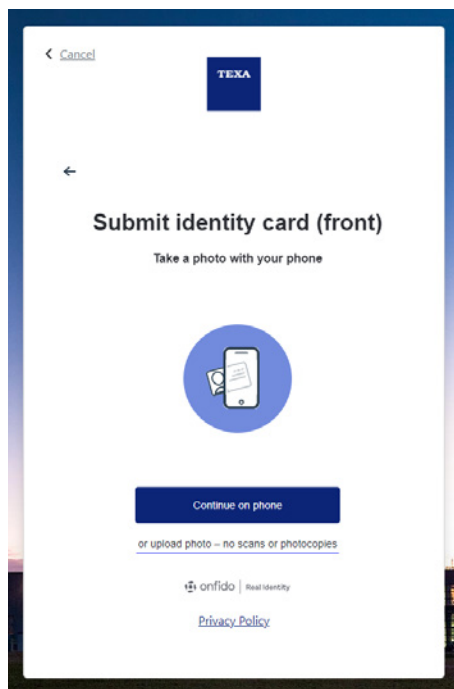 Cancel
TEXA
Submit identity card (front)
Take a photo with your phone
Continue on phone
or upload photo – no scans or photocopies
onfido | Real Identity
Privacy Policy